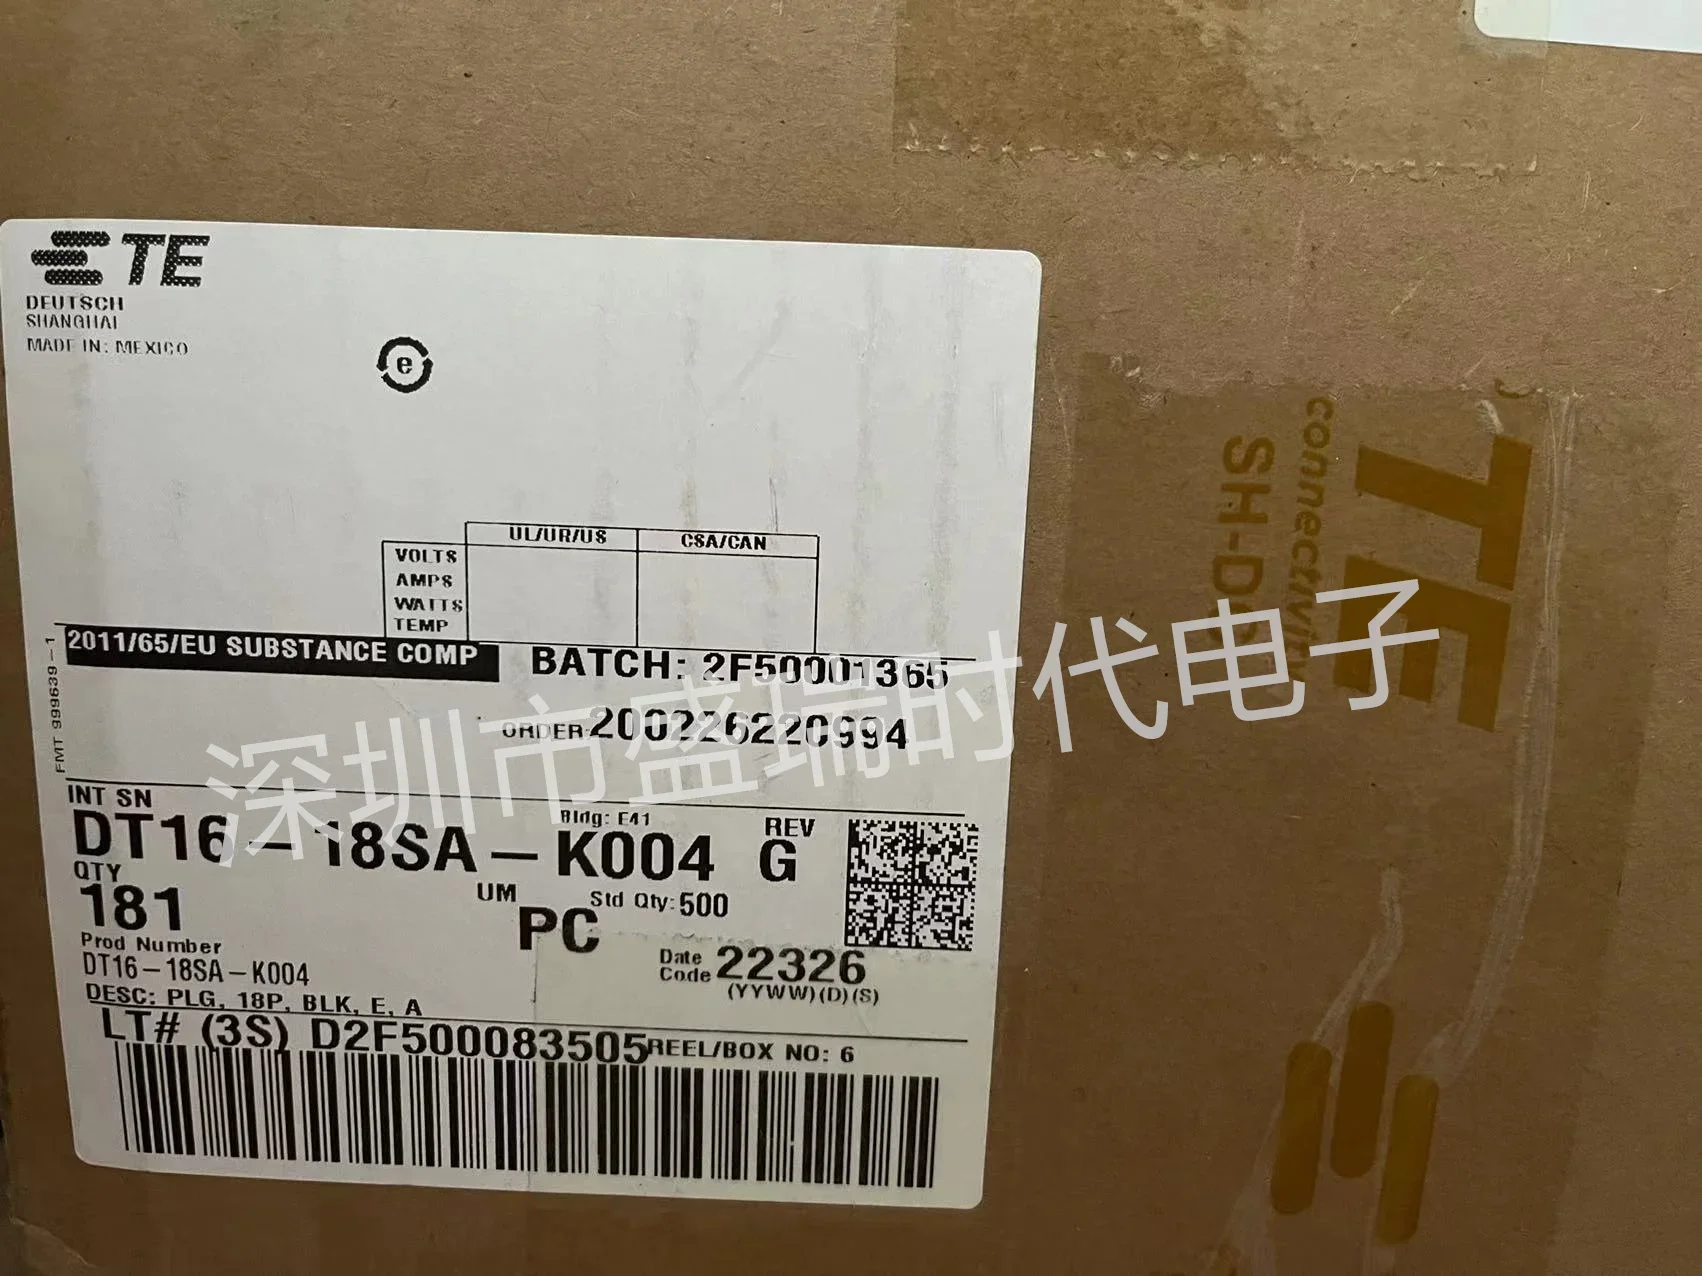 TE
DEUTSCH
SHANGHAI
MADE IN: MEXICO
e
UL/UR/US CSA/CAN
VOLTS
AMPS
WATTS
TEMP
2011/65/EU SUBSTANCE COMP
BATCH: 2F50001365
ORDER 200226220994
FMT 999639-1
INT SN
Bldg: E41
REV
DT16-18SA-K004 G
QTY
181
UM
PC
Std Qty: 500
Prod Number
DT16-18SA-K004
Date Code 22326
(YYWW)(D)(S)
DESC: PLG, 18P, BLK, E, A
LT# (3S) D2F500083505 REEL/BOX NO: 6
TE
connectivity
深圳市盛瑞时代电子